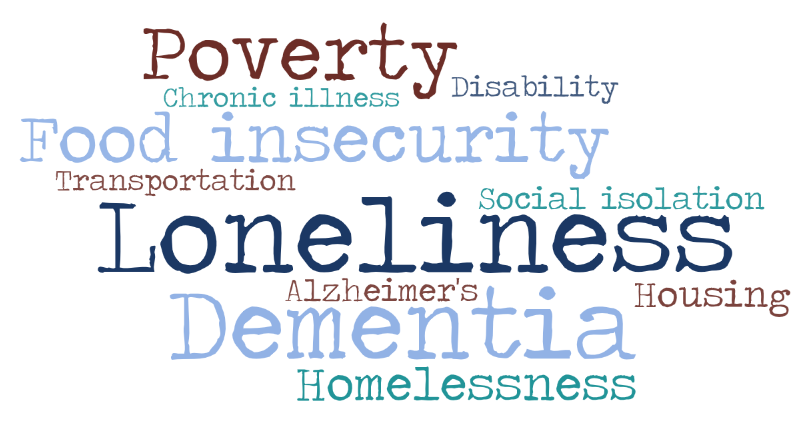 Poverty
Disability
Chronic illness
Food insecurity
Transportation
Social isolation
Loneliness
Alzheimer's
Housing
Dementia
Homelessness